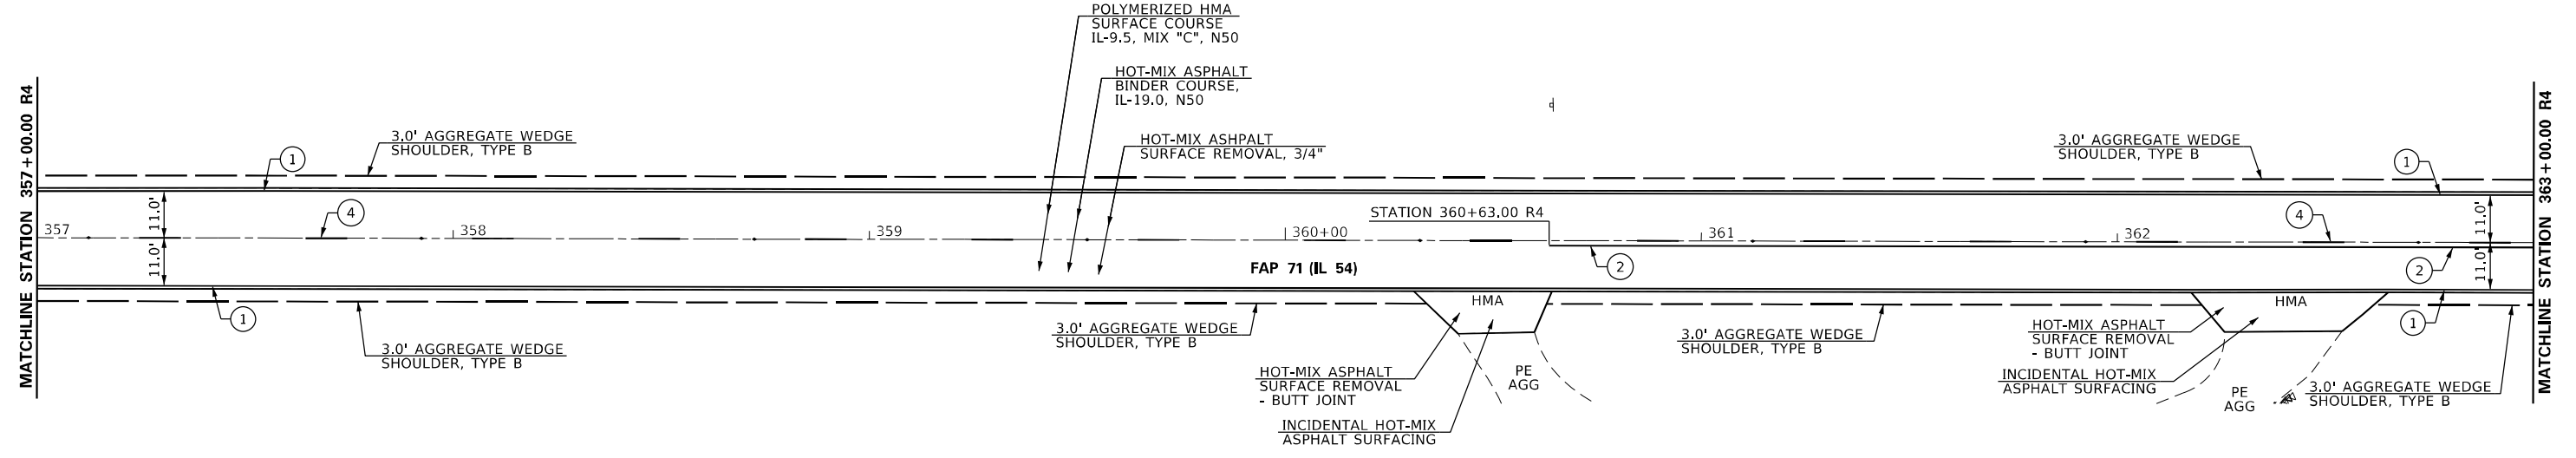 POLYMERIZED HMA
SURFACE COURSE
IL-9.5, MIX "C", N50
HOT-MIX ASPHALT
BINDER COURSE,
IL-19.0, N50
HOT-MIX ASHPALT
SURFACE REMOVAL, 3/4"
MATCHLINE STATION 357+00.00 R4
3.0' AGGREGATE WEDGE
SHOULDER, TYPE B
1
3.0' AGGREGATE WEDGE
SHOULDER, TYPE B
1
MATCHLINE STATION 363+00.00 R4
11.0'
11.0'
4
STATION 360+63.00 R4
4
11.0'
11.0'
357
358
359
360+00
361
362
FAP 71 (IL 54)
2
2
1
HMA
HMA
1
3.0' AGGREGATE WEDGE
SHOULDER, TYPE B
3.0' AGGREGATE WEDGE
SHOULDER, TYPE B
3.0' AGGREGATE WEDGE
SHOULDER, TYPE B
HOT-MIX ASPHALT
SURFACE REMOVAL
- BUTT JOINT
HOT-MIX ASPHALT
SURFACE REMOVAL
- BUTT JOINT
PE
AGG
INCIDENTAL HOT-MIX
ASPHALT SURFACING
PE
AGG
3.0' AGGREGATE WEDGE
SHOULDER, TYPE B
INCIDENTAL HOT-MIX
ASPHALT SURFACING